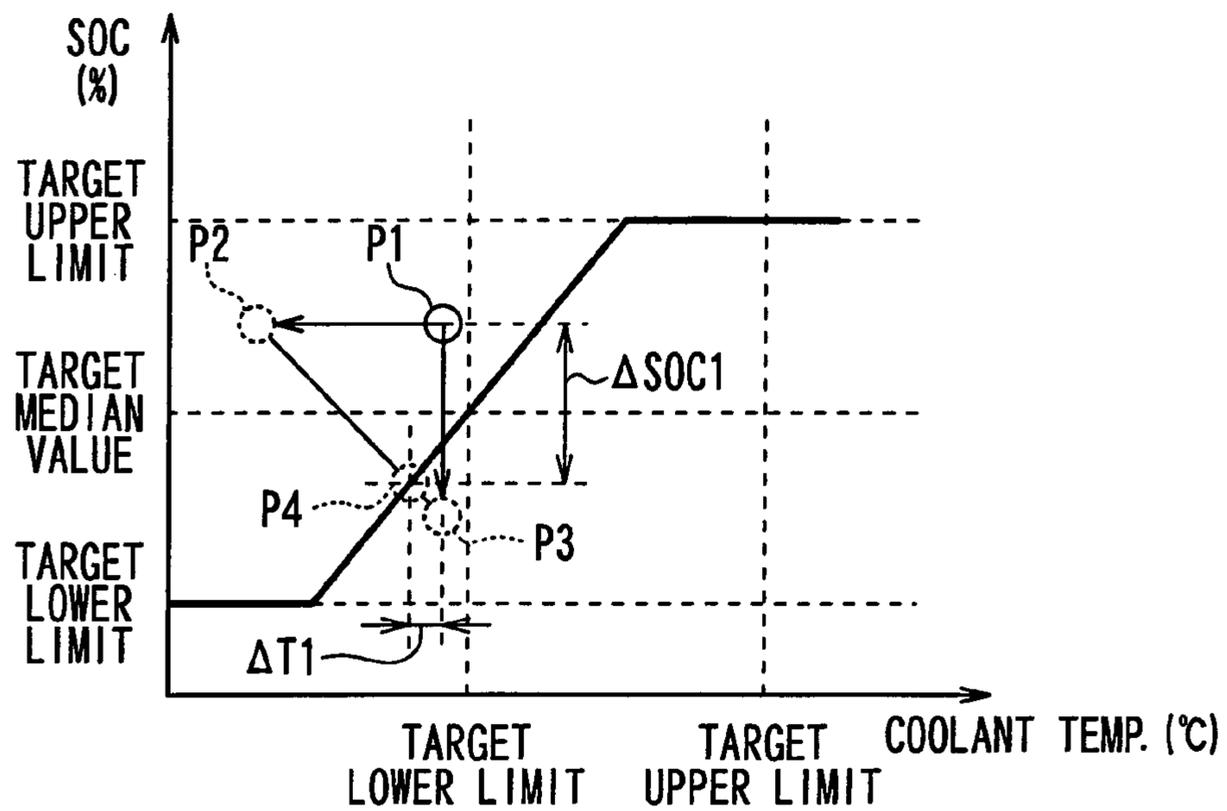 SOC
(%)
TARGET
UPPER
LIMIT
P2
P1
TARGET
MEDIAN
VALUE
ΔSOC1
P4
P3
TARGET
LOWER
LIMIT
ΔT1
TARGET
LOWER LIMIT
TARGET
UPPER LIMIT
COOLANT TEMP. (℃)